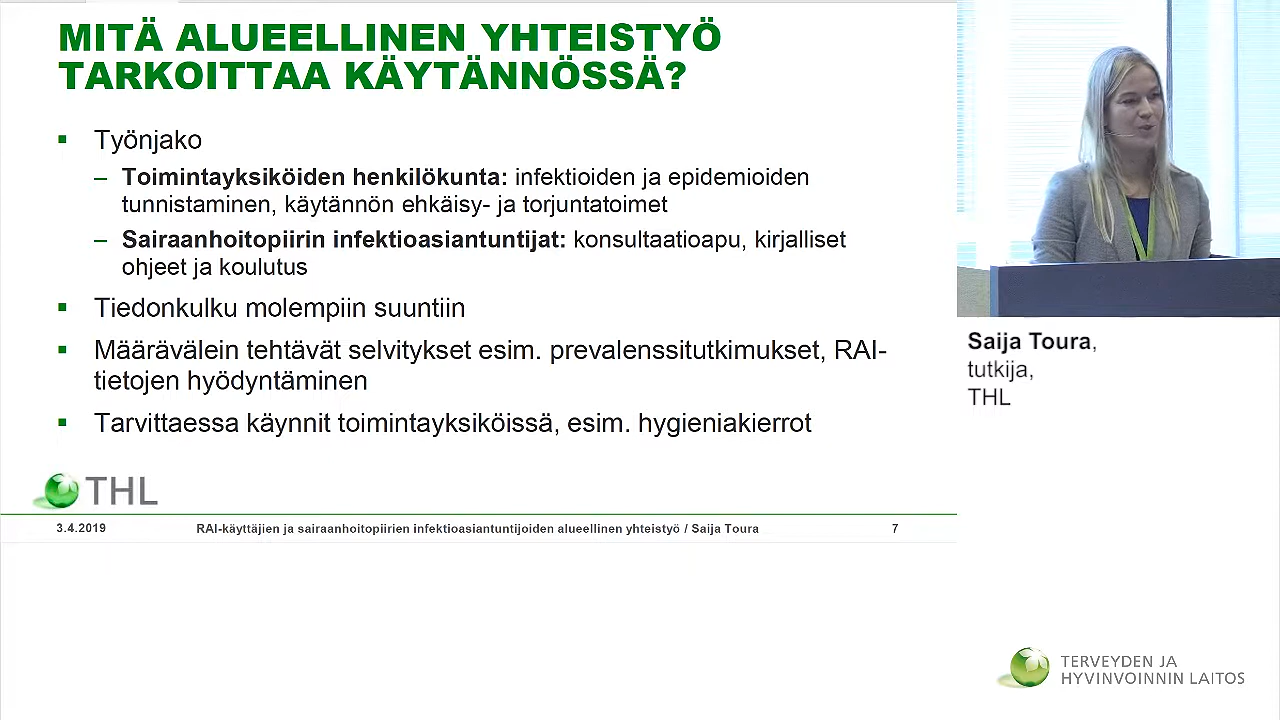 MITÄ ALUEELLINEN YHTEISTYÖ
TARKOITTAA KÄYTÄNNÖSSÄ?
▪ Työnjako
– Toimintayksiköiden henkilökunta: infektioiden ja epidemioiden
tunnistaminen, käytännön ehkäisy- ja torjuntatoimet
– Sairaanhoitopiirin infektioasiantuntijat: konsultaatioapu, kirjalliset
ohjeet ja koulutus
▪ Tiedonkulku molempiin suuntiin
▪ Määrävälein tehtävät selvitykset esim. prevalenssitutkimukset, RAI-
tietojen hyödyntäminen
▪ Tarvittaessa käynnit toimintayksiköissä, esim. hygieniakierrot
THL
3.4.2019 RAI-käyttäjien ja sairaanhoitopiirien infektioasiantuntijoiden alueellinen yhteistyö / Saija Toura 7
Saija Toura,
tutkija,
THL
TERVEYDEN JA
HYVINVOINNIN LAITOS